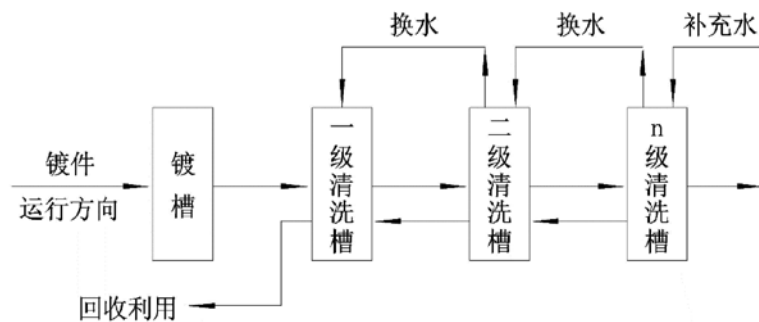 换水
换水
补充水
镀件
运行方向
镀槽
一级清洗槽
二级清洗槽
n级清洗槽
回收利用